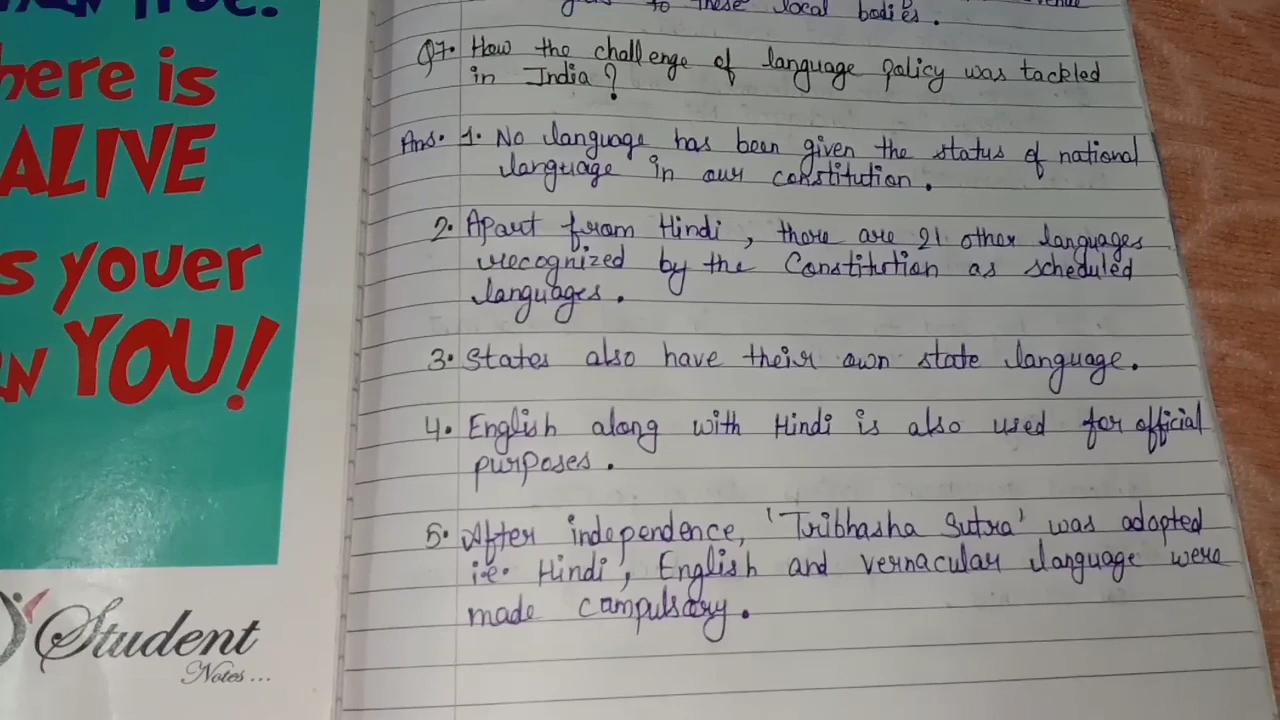 here is
ALIVE
s youer
YOU!
Student
Notes...
to these local bodies.
Q7. How the challenge of language policy was tackled
in India?
Ans. 1. No language has been given the status of national
language in our constitution.
2. Apart from Hindi, there are 21 other languages
recognized by the Constitution as scheduled
languages.
3. States also have their own state language.
4. English along with Hindi is also used for official
purposes.
5. After independence, 'Tribhasha Sutra' was adopted
i.e. Hindi, English and vernacular language were
made compulsory.